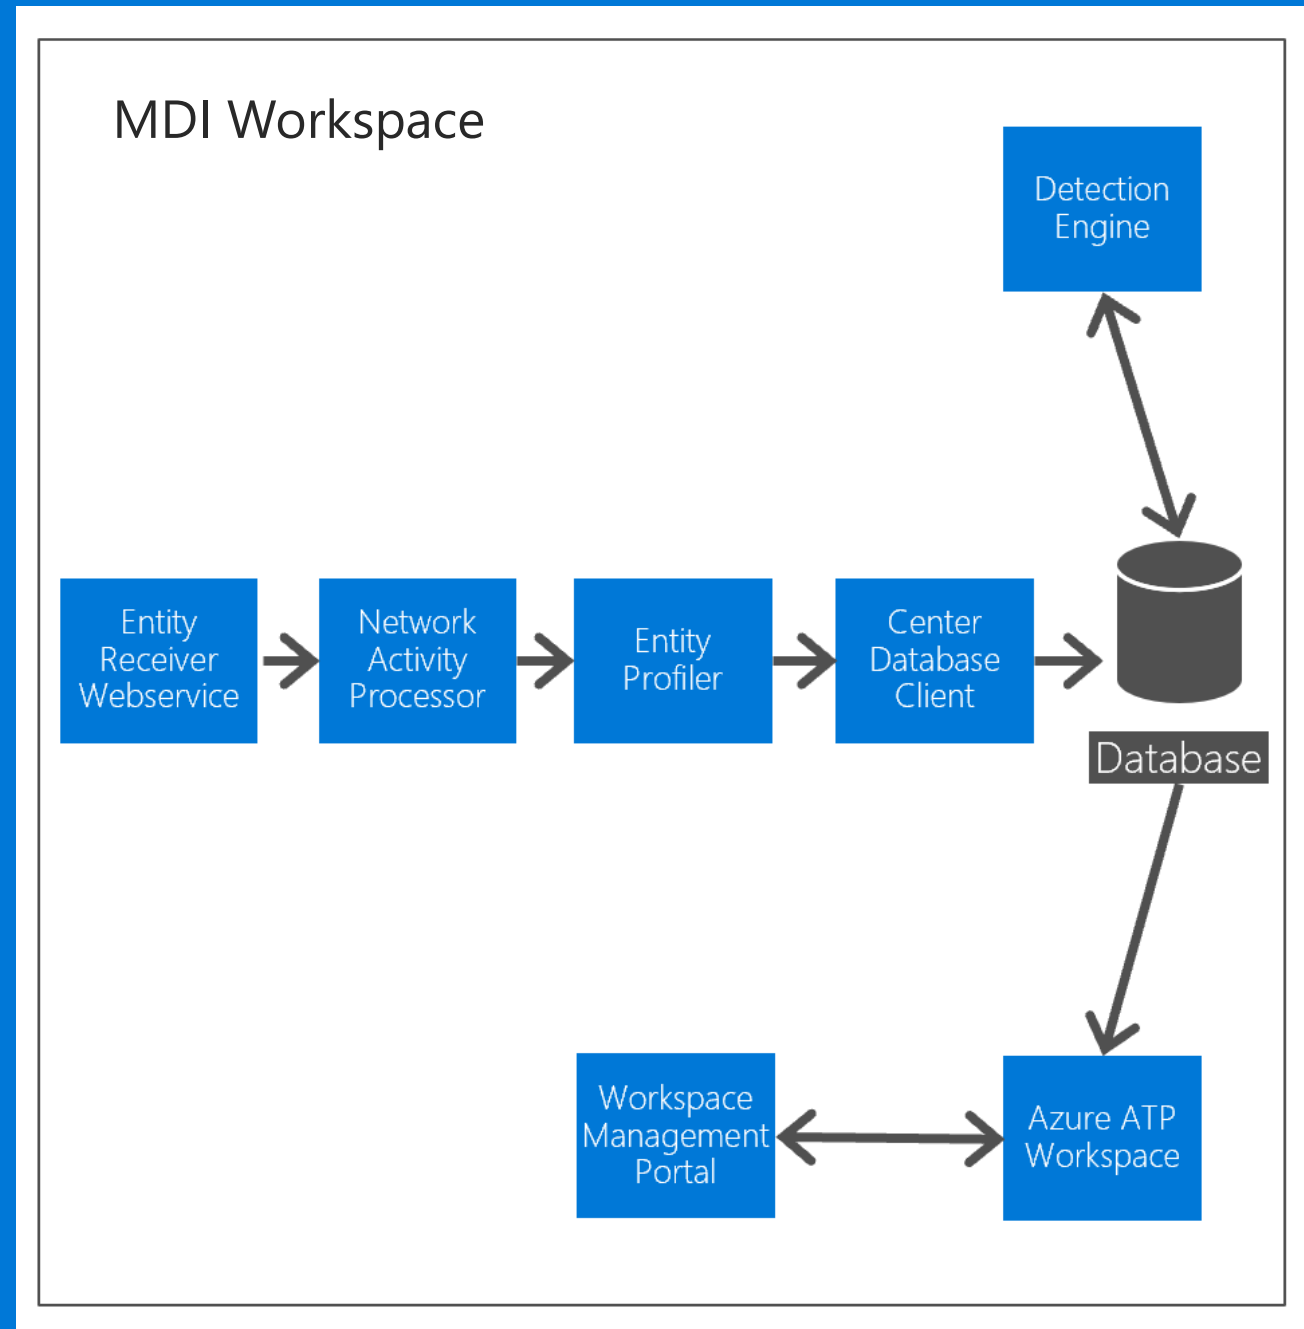 MDI Workspace
Detection
Engine
Entity
Receiver
Webservice
Network
Activity
Processor
Entity
Profiler
Center
Database
Client
Database
Workspace
Management
Portal
Azure ATP
Workspace